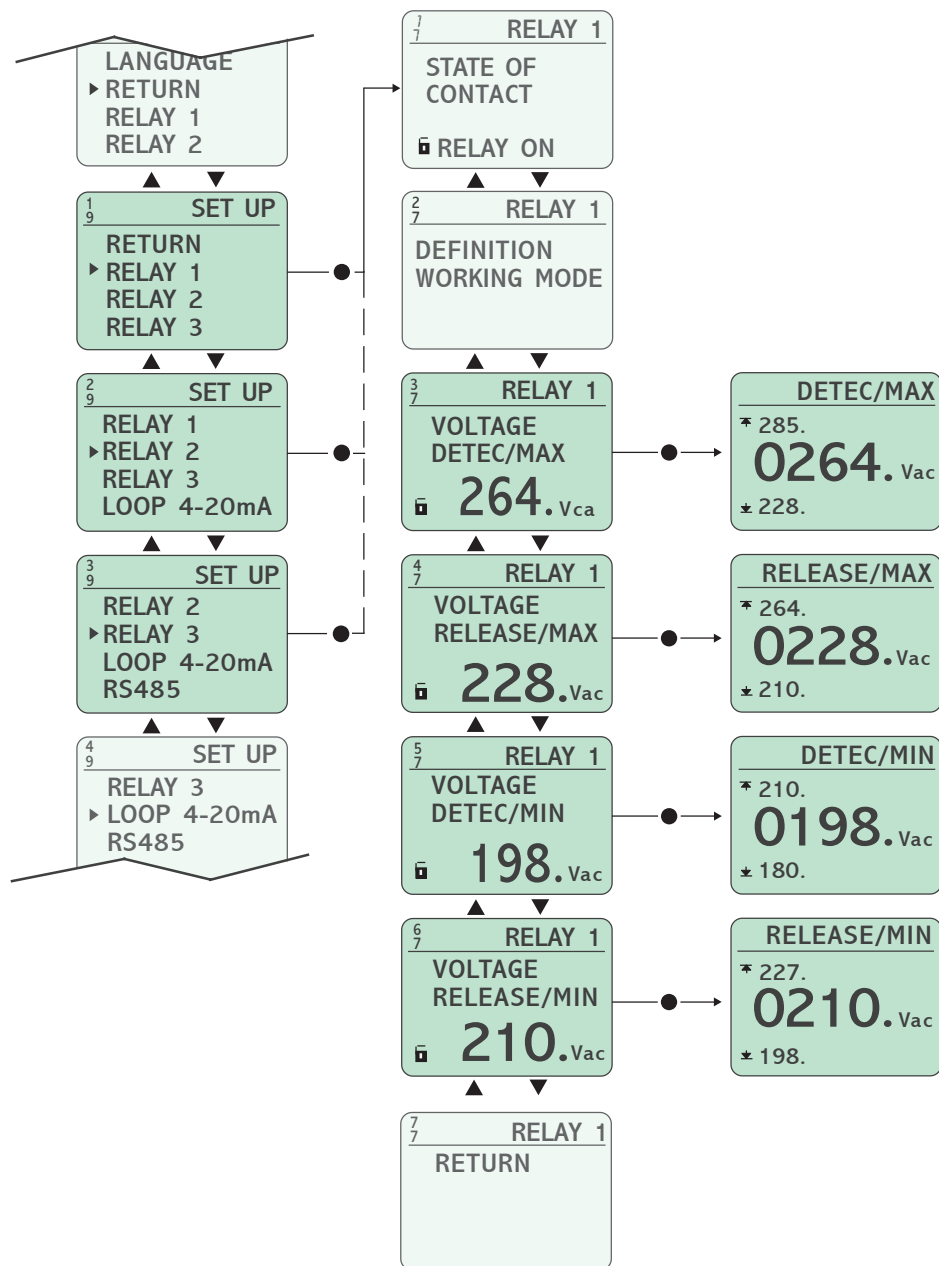 LANGUAGE
RETURN
RELAY 1
RELAY 2
1
9
SET UP
RETURN
RELAY 1
RELAY 2
RELAY 3
2
9
SET UP
RELAY 1
RELAY 2
RELAY 3
LOOP 4-20mA
3
9
SET UP
RELAY 2
RELAY 3
LOOP 4-20mA
RS485
4
9
SET UP
RELAY 3
LOOP 4-20mA
RS485
1
7
RELAY 1
STATE OF
CONTACT
RELAY ON
2
7
RELAY 1
DEFINITION
WORKING MODE
3
7
RELAY 1
VOLTAGE
DETEC/MAX
264.Vca
4
7
RELAY 1
VOLTAGE
RELEASE/MAX
228.Vac
5
7
RELAY 1
VOLTAGE
DETEC/MIN
198.Vac
6
7
RELAY 1
VOLTAGE
RELEASE/MIN
210.Vac
7
7
RELAY 1
RETURN
DETEC/MAX
285.
0264.Vac
228.
RELEASE/MAX
264.
0228.Vac
210.
DETEC/MIN
210.
0198.Vac
180.
RELEASE/MIN
227.
0210.Vac
198.